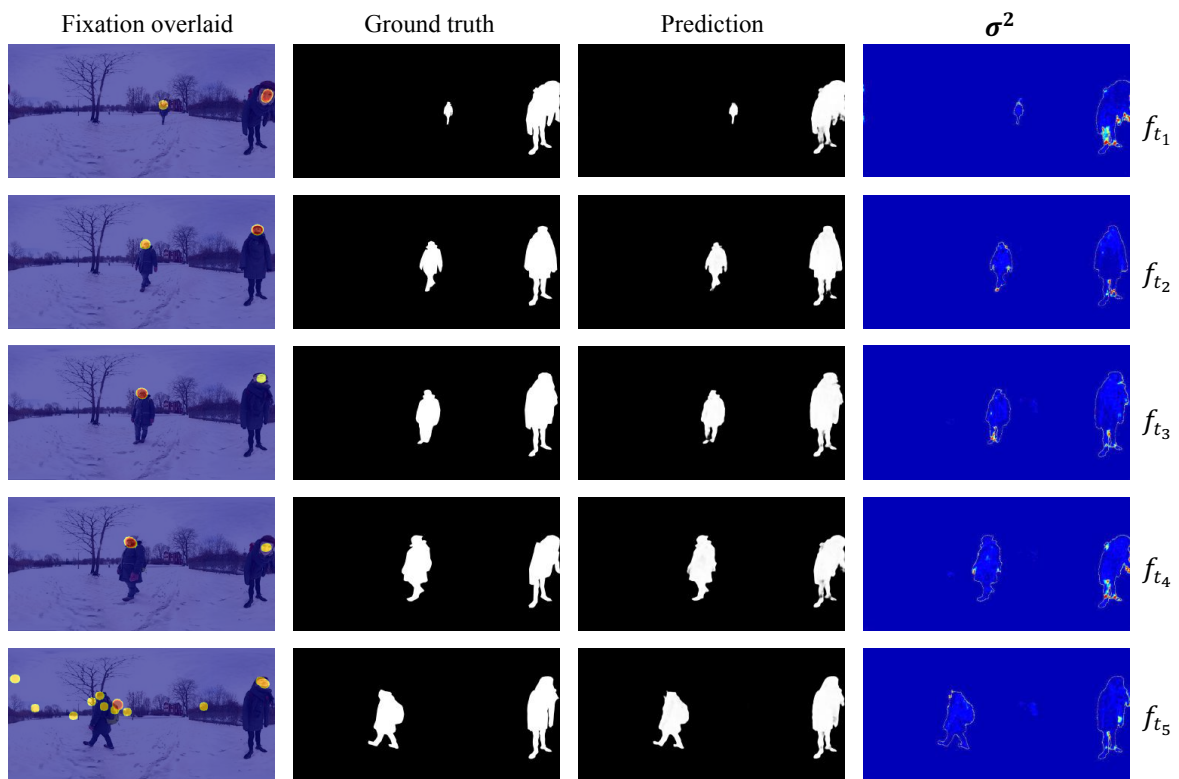 Fixation overlaid Ground truth Prediction σ²
f_{t_1}
f_{t_2}
f_{t_3}
f_{t_4}
f_{t_5}